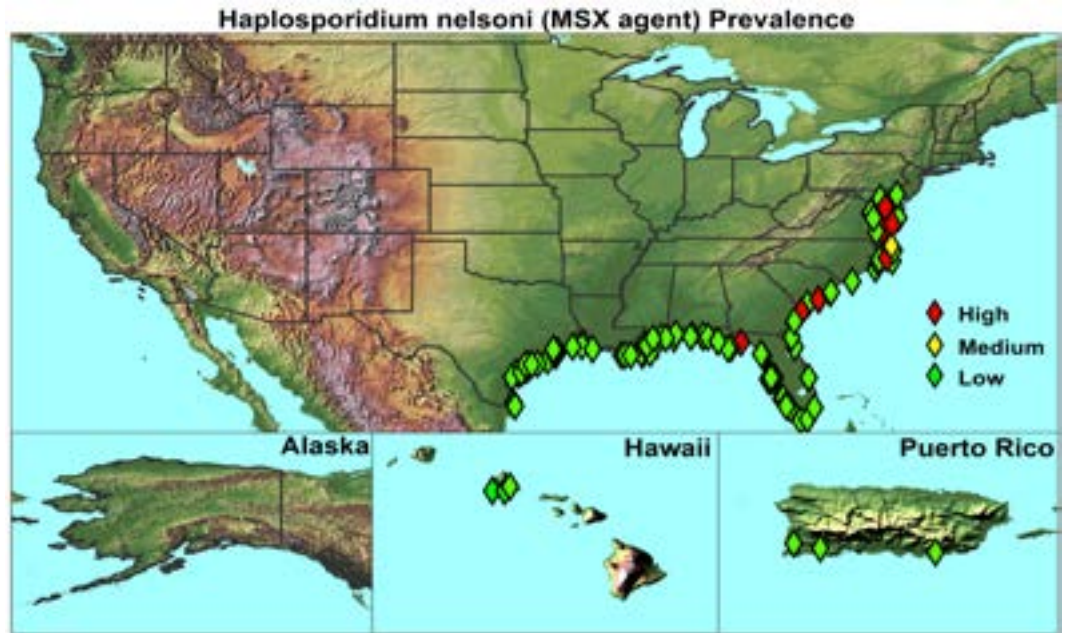 Haplosporidium nelsoni (MSX agent) Prevalence
High
Medium
Low
Alaska
Hawaii
Puerto Rico